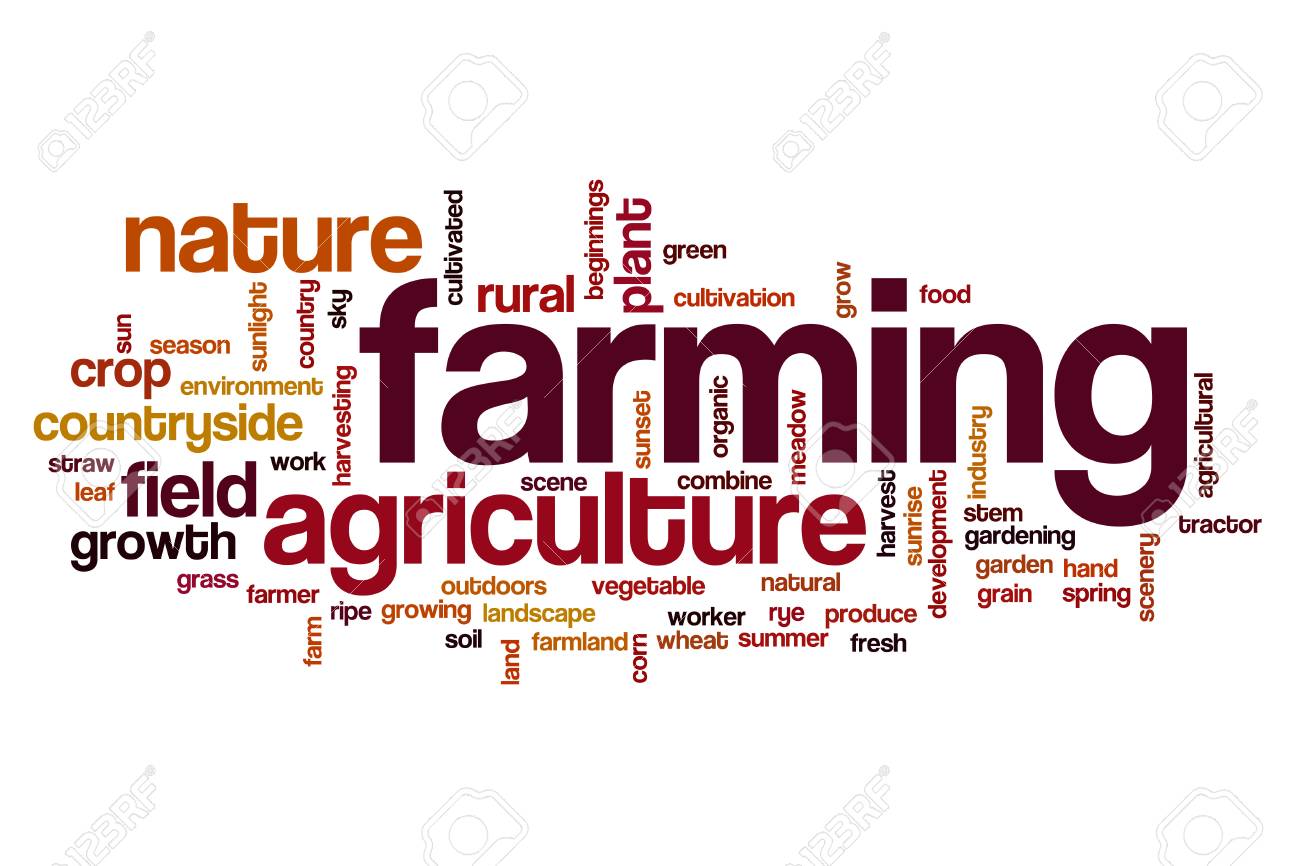 123RF
123RF
nature
cultivated
beginnings
plant
green
rural
cultivation
grow
food
sun
season
sunlight
country
sky
farming
crop
environment
countryside
harvesting
sunset
organic
meadow
industry
agricultural
straw
leaf
field
work
scene
combine
agriculture
growth
harvest
sunrise
development
stem
gardening
tractor
grass
farmer
outdoors
vegetable
natural
garden
hand
scenery
grain
spring
farm
ripe
growing
landscape
worker
rye
produce
soil
land
farmland
corn
wheat
summer
fresh
123RF
123RF